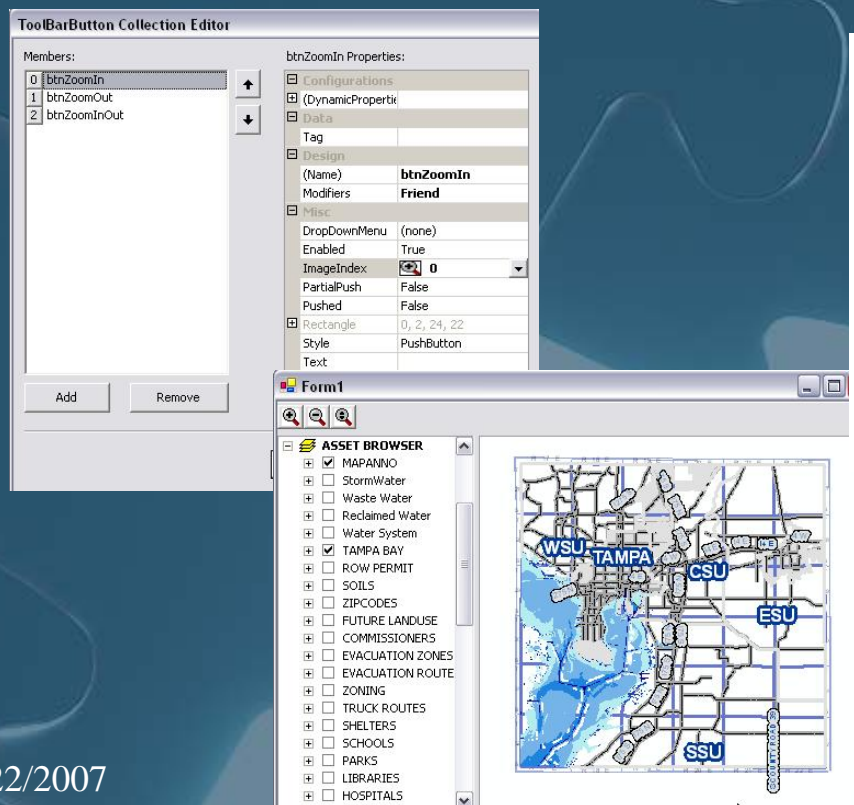 ToolBarButton Collection Editor
Members:
btnZoomIn Properties:
0 btnZoomIn
1 btnZoomOut
2 btnZoomInOut
Configurations
(DynamicPropertie
Data
Tag
Design
(Name) btnZoomIn
Modifiers Friend
Misc
DropDownMenu (none)
Enabled True
ImageIndex 0
PartialPush False
Pushed False
Rectangle 0, 2, 24, 22
Style PushButton
Text
Add Remove
Form1
ASSET BROWSER
MAPANNO
StormWater
Waste Water
Reclaimed Water
Water System
TAMPA BAY
ROW PERMIT
SOILS
ZIPCODES
FUTURE LANDUSE
COMMISSIONERS
EVACUATION ZONES
EVACUATION ROUTE
ZONING
TRUCK ROUTES
SHELTERS
SCHOOLS
PARKS
LIBRARIES
HOSPITALS
WSU
TAMPA
CSU
ESU
SSU
COUNTY ROAD 39
22/2007